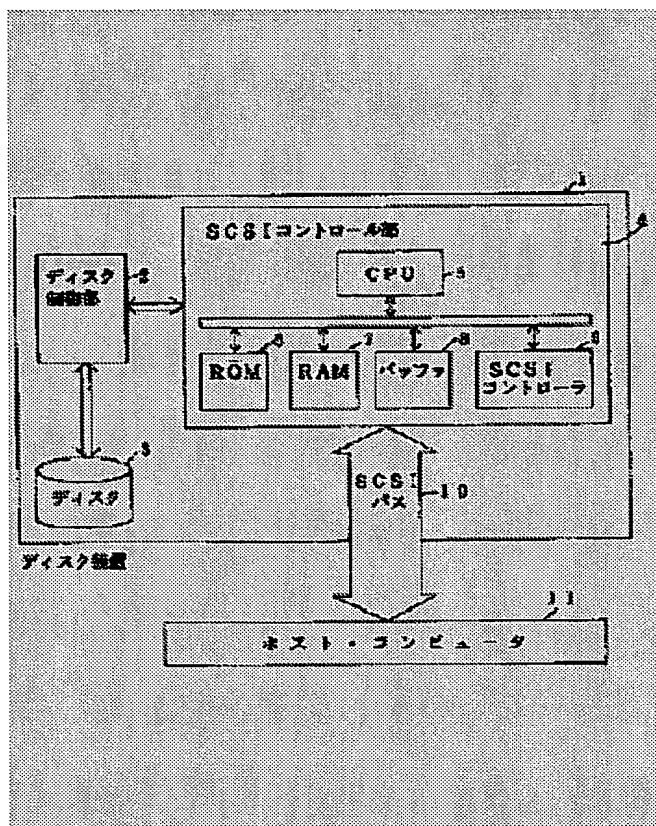 1
4
SCSIコントロール部
ディスク
制御部
2
CPU
5
ROM
6
RAM
7
バッファ
8
SCSI
コントローラ
9
ディスク
3
SCSI
バス
10
ディスク装置
11
ホスト・コンピュータ